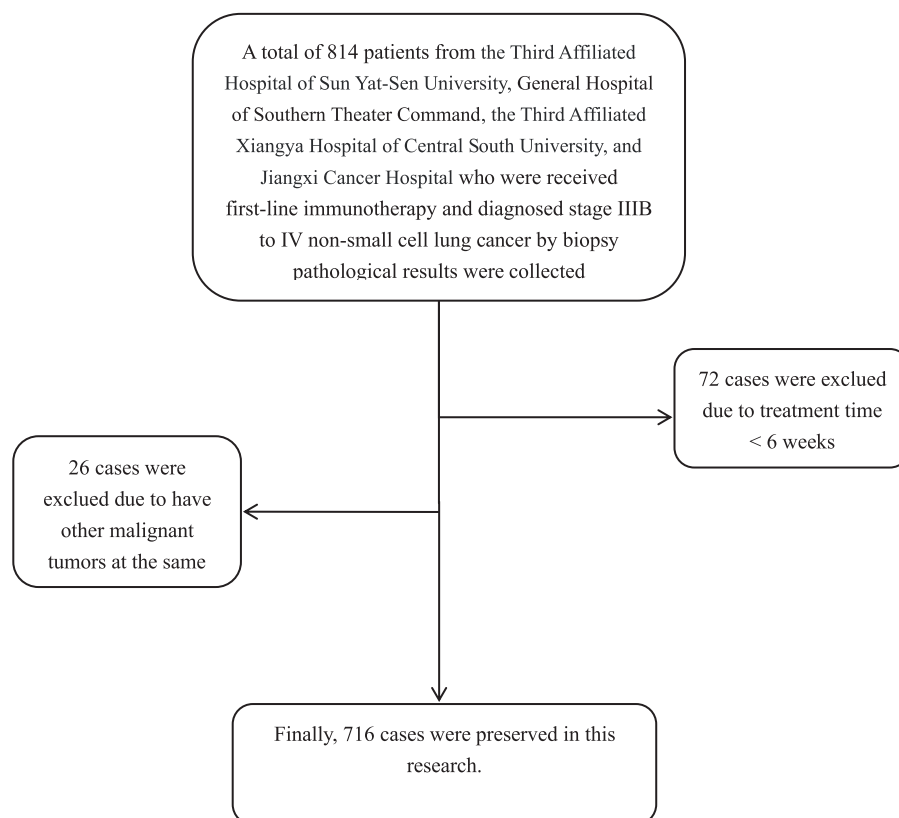 A total of 814 patients from the Third Affiliated
Hospital of Sun Yat-Sen University, General Hospital
of Southern Theater Command, the Third Affiliated
Xiangya Hospital of Central South University, and
Jiangxi Cancer Hospital who were received
first-line immunotherapy and diagnosed stage IIIB
to IV non-small cell lung cancer by biopsy
pathological results were collected
72 cases were exclued
due to treatment time
< 6 weeks
26 cases were
exclued due to have
other malignant
tumors at the same
Finally, 716 cases were preserved in this
research.